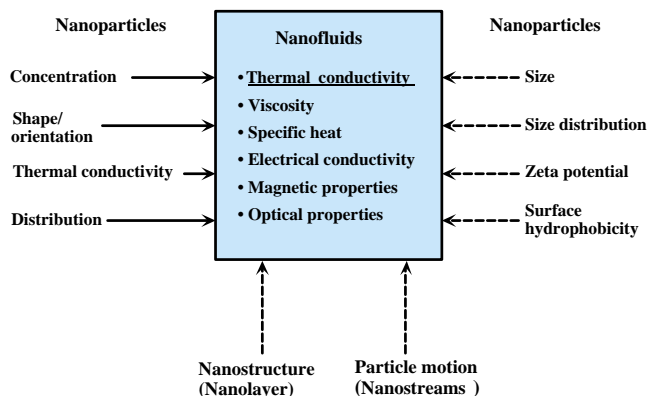 Nanoparticles
Concentration
Shape/
orientation
Thermal conductivity
Distribution
Nanofluids
• Thermal conductivity
• Viscosity
• Specific heat
• Electrical conductivity
• Magnetic properties
• Optical properties
Nanoparticles
Size
Size distribution
Zeta potential
Surface
hydrophobicity
Nanostructure
(Nanolayer)
Particle motion
(Nanostreams )